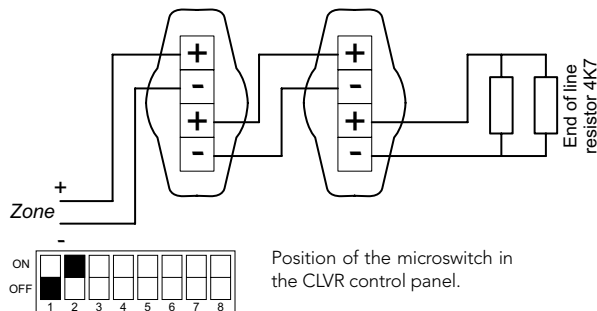 +
-
+
-
+
-
+
-
End of line
resistor 4K7
+
Zone
-
ON
OFF
1 2 3 4 5 6 7 8
Position of the microswitch in
the CLVR control panel.